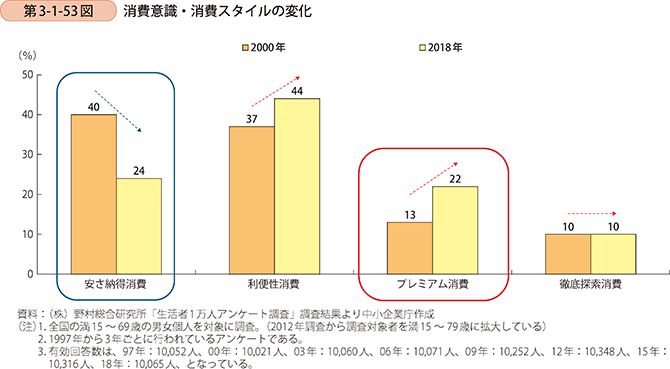 第3-1-53図 消費意識・消費スタイルの変化
2000年 2018年
(%)
50
40
30
20
10
0
40
24
37
44
13
22
10
10
安さ納得消費 利便性消費 プレミアム消費 徹底探索消費
資料：（株）野村総合研究所「生活者1万人アンケート調査」調査結果より中小企業庁作成
（注）1. 全国の満15～69歳の男女個人を対象に調査。（2012年調査から調査対象者を満15～79歳に拡大している）
2. 1997年から3年ごとに行われているアンケートである。
3. 有効回答数は、97年：10,052人、00年：10,021人、03年：10,060人、06年：10,071人、09年：10,252人、12年：10,348人、15年：
10,316人、18年：10,065人、となっている。